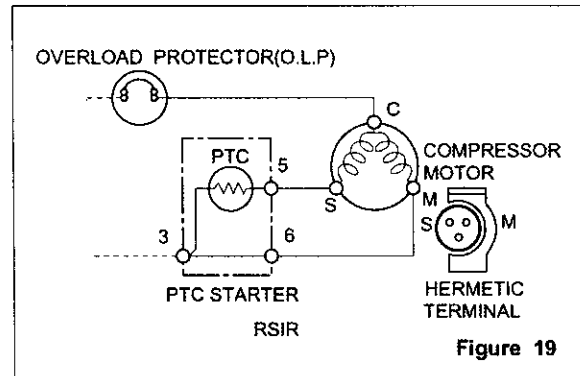 OVERLOAD PROTECTOR(O.L.P)
C
PTC
5
COMPRESSOR
MOTOR
S
M
S
M
3
6
PTC STARTER
HERMETIC
TERMINAL
RSIR
Figure 19